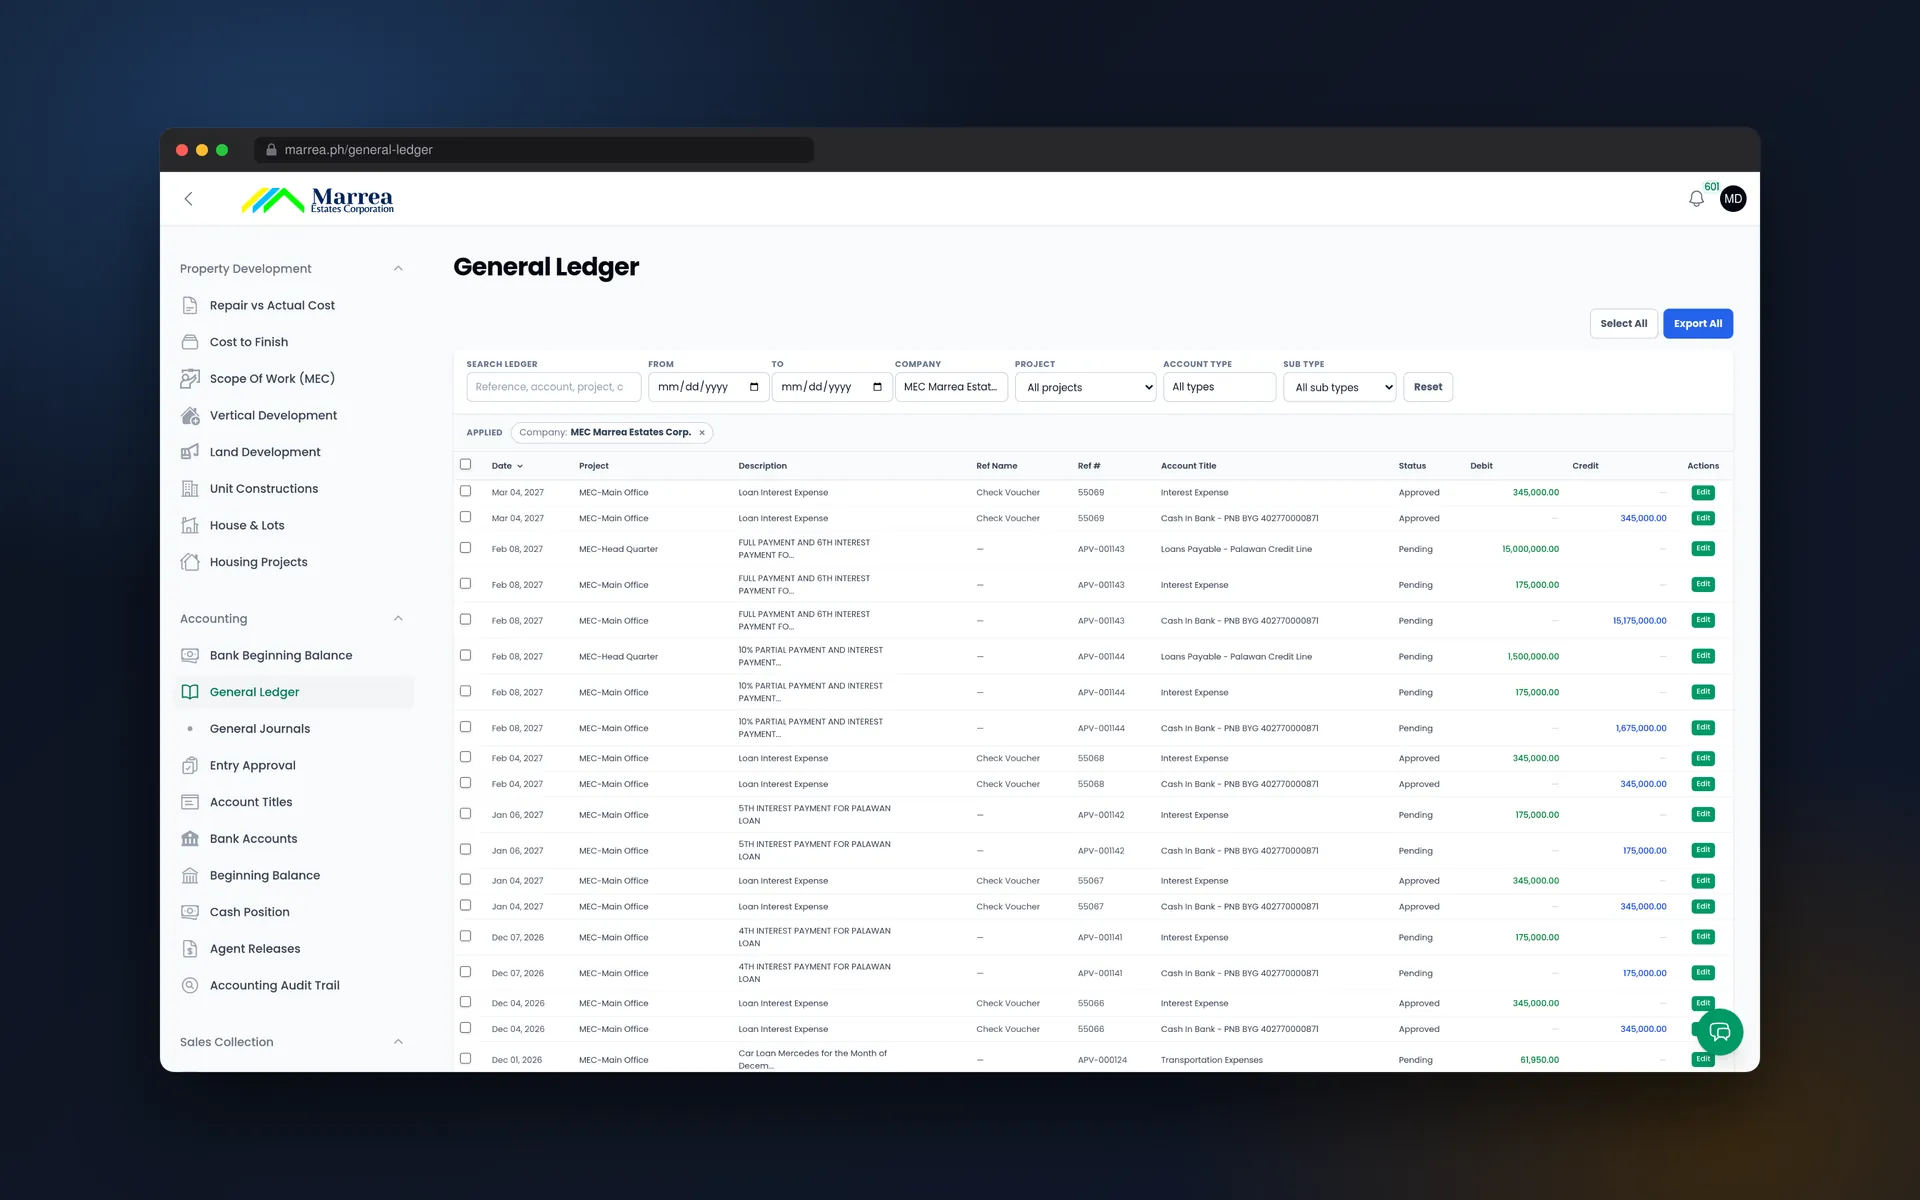 marrea.ph/general-ledger
Marrea
Estates Corporation
601
MD
Property Development
Repair vs Actual Cost
Cost to Finish
Scope Of Work (MEC)
Vertical Development
Land Development
Unit Constructions
House & Lots
Housing Projects
Accounting
Bank Beginning Balance
General Ledger
General Journals
Entry Approval
Account Titles
Bank Accounts
Beginning Balance
Cash Position
Agent Releases
Accounting Audit Trail
Sales Collection
General Ledger
Select All Export All
SEARCH LEDGER FROM TO COMPANY PROJECT ACCOUNT TYPE SUB TYPE
Reference, account, project, c mm/dd/yyyy mm/dd/yyyy MEC Marrea Estat... All projects All types All sub types Reset
APPLIED Company: MEC Marrea Estates Corp. ×
Date Project Description Ref Name Ref # Account Title Status Debit Credit Actions
Mar 04, 2027 MEC-Main Office Loan Interest Expense Check Voucher 55069 Interest Expense Approved 345,000.00 — Edit
Mar 04, 2027 MEC-Main Office Loan Interest Expense Check Voucher 55069 Cash In Bank - PNB BYG 402770000871 Approved — 345,000.00 Edit
Feb 08, 2027 MEC-Head Quarter FULL PAYMENT AND 6TH INTEREST
PAYMENT FO... — APV-001143 Loans Payable - Palawan Credit Line Pending 15,000,000.00 — Edit
Feb 08, 2027 MEC-Main Office FULL PAYMENT AND 6TH INTEREST
PAYMENT FO... — APV-001143 Interest Expense Pending 175,000.00 — Edit
Feb 08, 2027 MEC-Main Office FULL PAYMENT AND 6TH INTEREST
PAYMENT FO... — APV-001143 Cash In Bank - PNB BYG 402770000871 Pending — 15,175,000.00 Edit
Feb 08, 2027 MEC-Head Quarter 10% PARTIAL PAYMENT AND INTEREST
PAYMENT... — APV-001144 Loans Payable - Palawan Credit Line Pending 1,500,000.00 — Edit
Feb 08, 2027 MEC-Main Office 10% PARTIAL PAYMENT AND INTEREST
PAYMENT... — APV-001144 Interest Expense Pending 175,000.00 — Edit
Feb 08, 2027 MEC-Main Office 10% PARTIAL PAYMENT AND INTEREST
PAYMENT... — APV-001144 Cash In Bank - PNB BYG 402770000871 Pending — 1,675,000.00 Edit
Feb 04, 2027 MEC-Main Office Loan Interest Expense Check Voucher 55068 Interest Expense Approved 345,000.00 — Edit
Feb 04, 2027 MEC-Main Office Loan Interest Expense Check Voucher 55068 Cash In Bank - PNB BYG 402770000871 Approved — 345,000.00 Edit
Jan 06, 2027 MEC-Main Office 5TH INTEREST PAYMENT FOR PALAWAN
LOAN — APV-001142 Interest Expense Pending 175,000.00 — Edit
Jan 06, 2027 MEC-Main Office 5TH INTEREST PAYMENT FOR PALAWAN
LOAN — APV-001142 Cash In Bank - PNB BYG 402770000871 Pending — 175,000.00 Edit
Jan 04, 2027 MEC-Main Office Loan Interest Expense Check Voucher 55067 Interest Expense Approved 345,000.00 — Edit
Jan 04, 2027 MEC-Main Office Loan Interest Expense Check Voucher 55067 Cash In Bank - PNB BYG 402770000871 Approved — 345,000.00 Edit
Dec 07, 2026 MEC-Main Office 4TH INTEREST PAYMENT FOR PALAWAN
LOAN — APV-001141 Interest Expense Pending 175,000.00 — Edit
Dec 07, 2026 MEC-Main Office 4TH INTEREST PAYMENT FOR PALAWAN
LOAN — APV-001141 Cash In Bank - PNB BYG 402770000871 Pending — 175,000.00 Edit
Dec 04, 2026 MEC-Main Office Loan Interest Expense Check Voucher 55066 Interest Expense Approved 345,000.00 — Edit
Dec 04, 2026 MEC-Main Office Loan Interest Expense Check Voucher 55066 Cash In Bank - PNB BYG 402770000871 Approved — 345,000.00
Dec 01, 2026 MEC-Main Office Car Loan Mercedes for the Month of
Decem... — APV-000124 Transportation Expenses Pending 61,950.00 — Edit